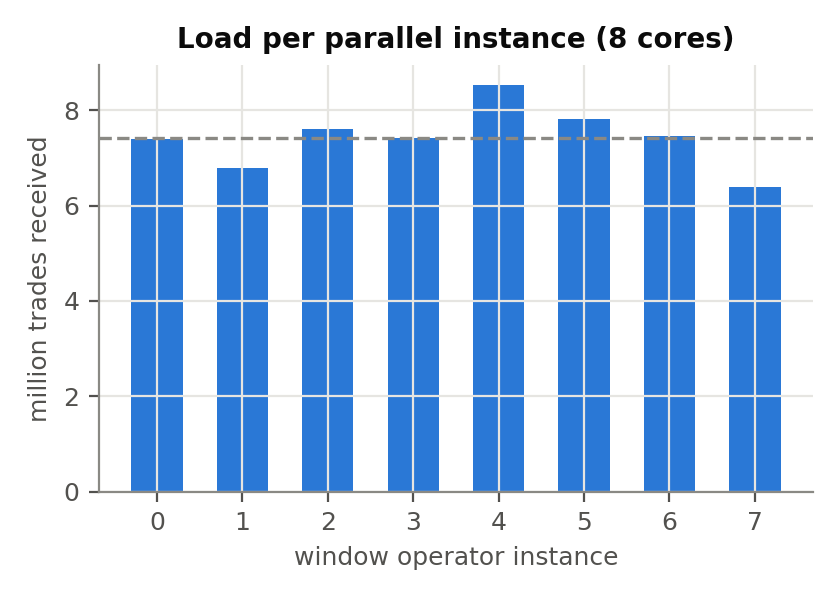 Load per parallel instance (8 cores)
million trades received
8
6
4
2
0
0 1 2 3 4 5 6 7
window operator instance